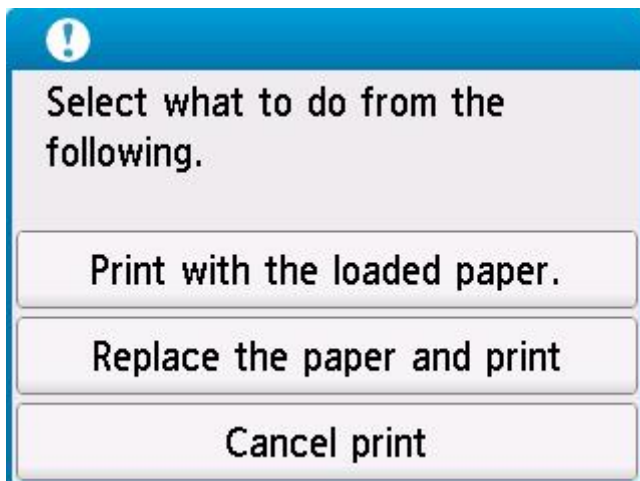 Select what to do from the
following.
Print with the loaded paper.
Replace the paper and print
Cancel print